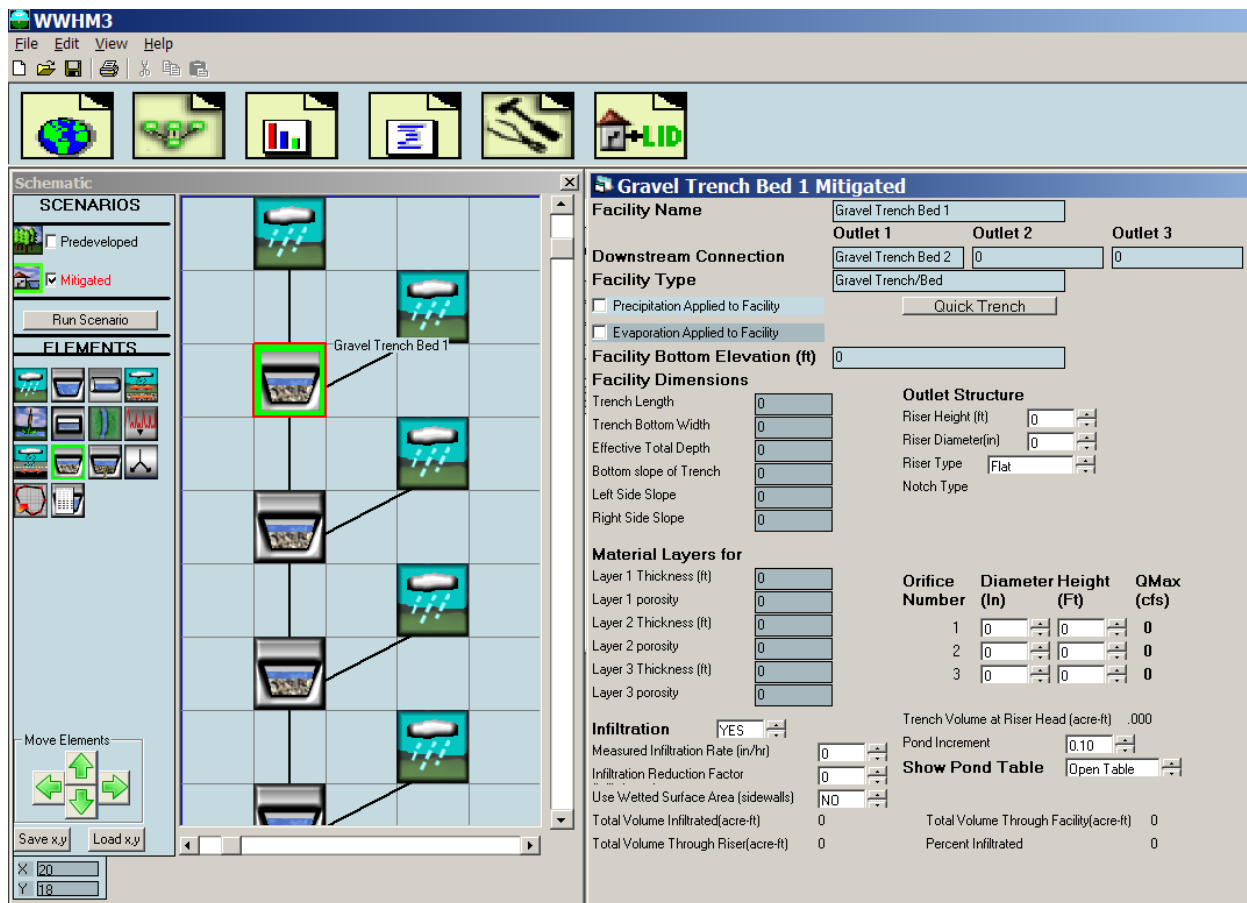 WWHM3
File Edit View Help
+LID
Schematic
SCENARIOS
Predeveloped
Mitigated
Run Scenario
ELEMENTS
Gravel Trench Bed 1
Move Elements
Save x,y Load x,y
X 20
Y 18
Gravel Trench Bed 1 Mitigated
Facility Name Gravel Trench Bed 1
Outlet 1 Outlet 2 Outlet 3
Downstream Connection Gravel Trench Bed 2 0 0
Facility Type Gravel Trench/Bed
Precipitation Applied to Facility Quick Trench
Evaporation Applied to Facility
Facility Bottom Elevation (ft) 0
Facility Dimensions
Trench Length 0
Trench Bottom Width 0
Effective Total Depth 0
Bottom slope of Trench 0
Left Side Slope 0
Right Side Slope 0
Outlet Structure
Riser Height (ft) 0
Riser Diameter(in) 0
Riser Type Flat
Notch Type
Material Layers for
Layer 1 Thickness (ft) 0
Layer 1 porosity 0
Layer 2 Thickness (ft) 0
Layer 2 porosity 0
Layer 3 Thickness (ft) 0
Layer 3 porosity 0
Orifice Diameter Height QMax
Number (In) (Ft) (cfs)
1 0 0 0
2 0 0 0
3 0 0 0
Infiltration YES
Measured Infiltration Rate (in/hr) 0
Infiltration Reduction Factor 0
Use Wetted Surface Area (sidewalls) NO
Total Volume Infiltrated(acre-ft) 0
Total Volume Through Riser(acre-ft) 0
Trench Volume at Riser Head (acre-ft) .000
Pond Increment 0.10
Show Pond Table Open Table
Total Volume Through Facility(acre-ft) 0
Percent Infiltrated 0